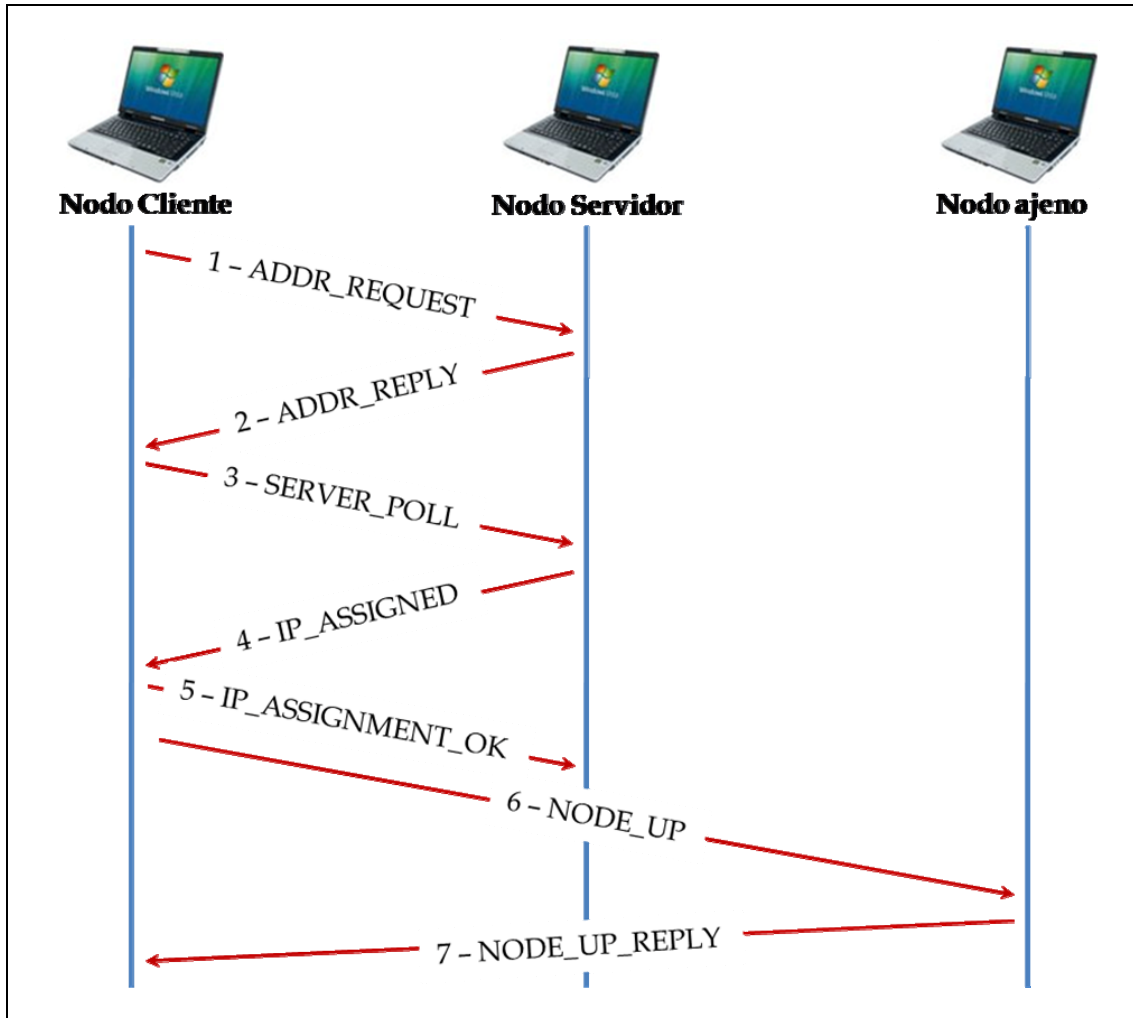 Nodo Cliente
Nodo Servidor
Nodo ajeno
1 – ADDR_REQUEST
2 – ADDR_REPLY
3 – SERVER_POLL
4 – IP_ASSIGNED
5 – IP_ASSIGNMENT_OK
6 – NODE_UP
7 – NODE_UP_REPLY